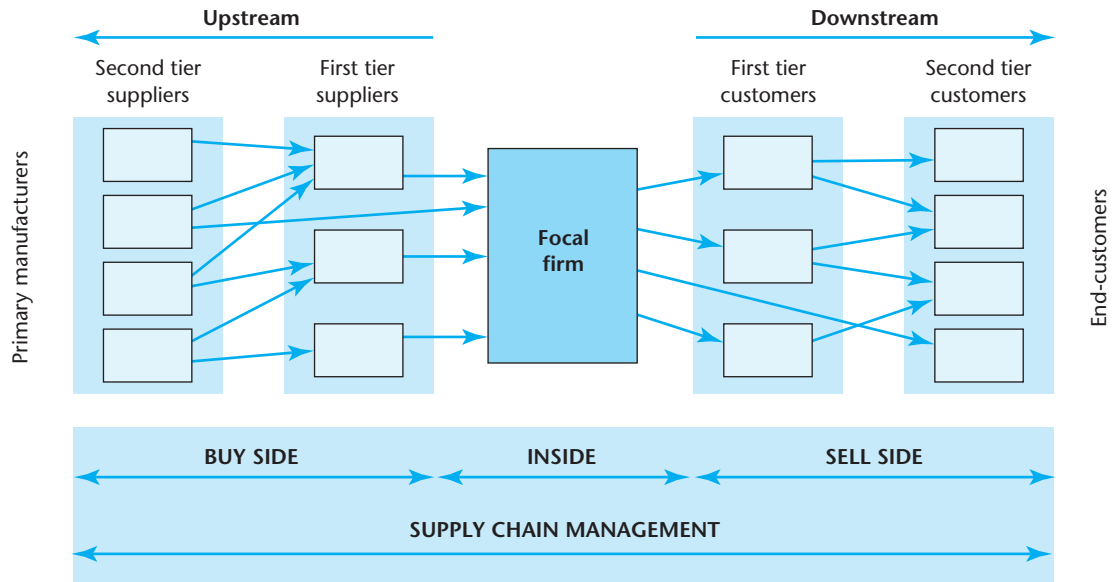 Upstream
Downstream
Second tier
suppliers
First tier
suppliers
First tier
customers
Second tier
customers
Primary manufacturers
Focal
firm
End-customers
BUY SIDE
INSIDE
SELL SIDE
SUPPLY CHAIN MANAGEMENT